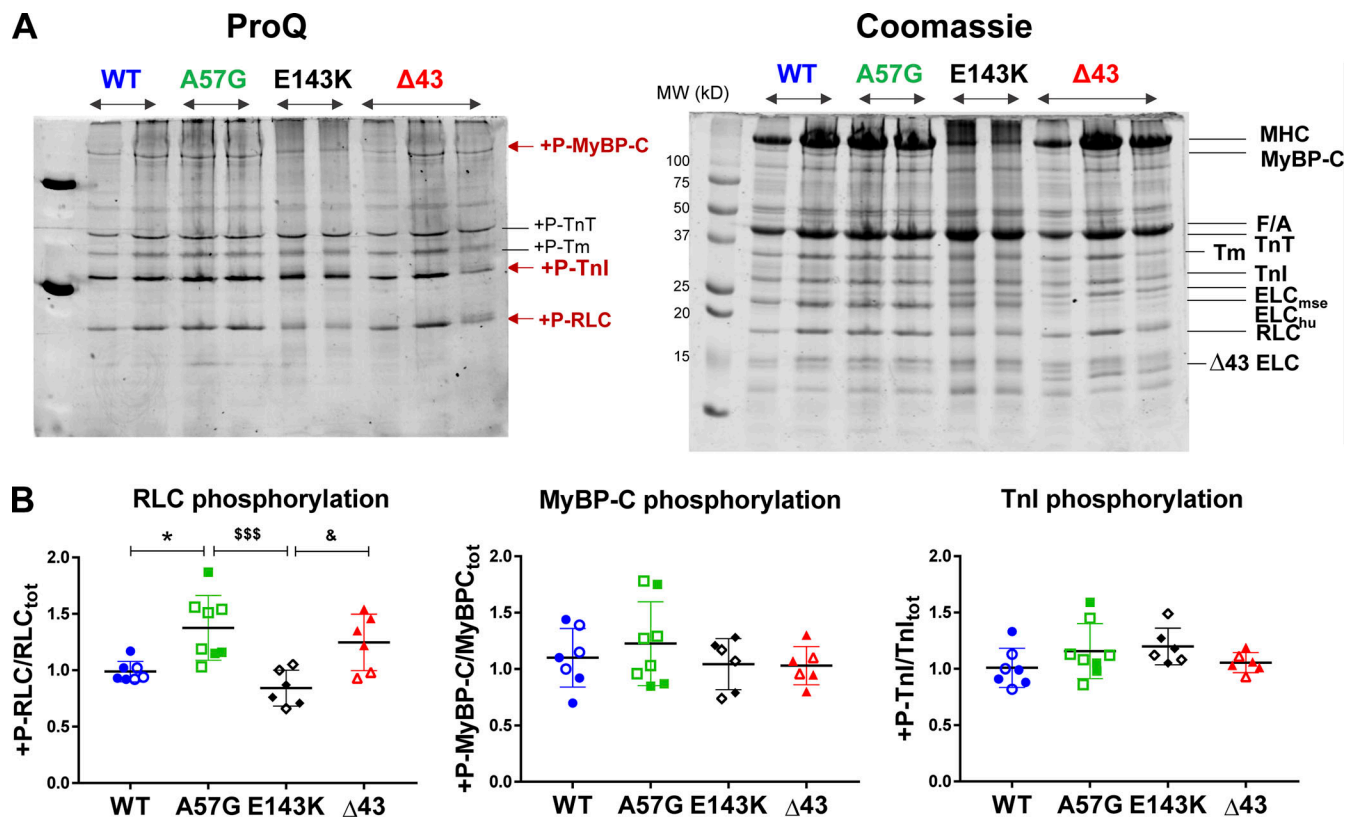 A
ProQ
Coomassie
WT A57G E143K Δ43
WT A57G E143K Δ43
MW (kD)
+P-MyBP-C
+P-TnT
+P-Tm
+P-TnI
+P-RLC
100
75
50
37
25
20
15
MHC
MyBP-C
F/A
TnT
Tm
TnI
ELCmse
ELChu
RLC
Δ43 ELC
B
RLC phosphorylation
* $$$ &
+P-RLC/RLCtot
2.0
1.5
1.0
0.5
0.0
WT A57G E143K Δ43
MyBP-C phosphorylation
+P-MyBP-C/MyBPCtot
2.0
1.5
1.0
0.5
0.0
WT A57G E143K Δ43
TnI phosphorylation
+P-TnI/TnItot
2.0
1.5
1.0
0.5
0.0
WT A57G E143K Δ43